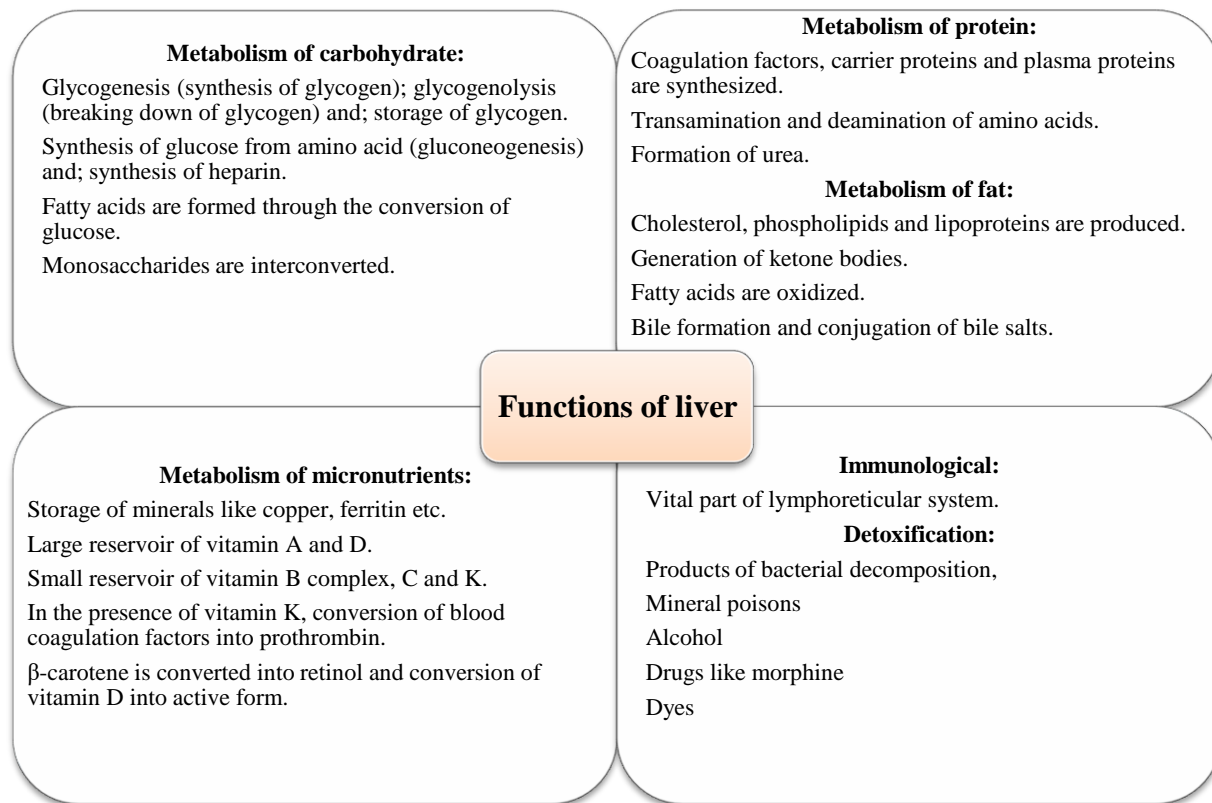 Metabolism of carbohydrate:
Glycogenesis (synthesis of glycogen); glycogenolysis
(breaking down of glycogen) and; storage of glycogen.
Synthesis of glucose from amino acid (gluconeogenesis)
and; synthesis of heparin.
Fatty acids are formed through the conversion of
glucose.
Monosaccharides are interconverted.
Metabolism of protein:
Coagulation factors, carrier proteins and plasma proteins
are synthesized.
Transamination and deamination of amino acids.
Formation of urea.
Metabolism of fat:
Cholesterol, phospholipids and lipoproteins are produced.
Generation of ketone bodies.
Fatty acids are oxidized.
Bile formation and conjugation of bile salts.
Functions of liver
Metabolism of micronutrients:
Storage of minerals like copper, ferritin etc.
Large reservoir of vitamin A and D.
Small reservoir of vitamin B complex, C and K.
In the presence of vitamin K, conversion of blood
coagulation factors into prothrombin.
β-carotene is converted into retinol and conversion of
vitamin D into active form.
Immunological:
Vital part of lymphoreticular system.
Detoxification:
Products of bacterial decomposition,
Mineral poisons
Alcohol
Drugs like morphine
Dyes